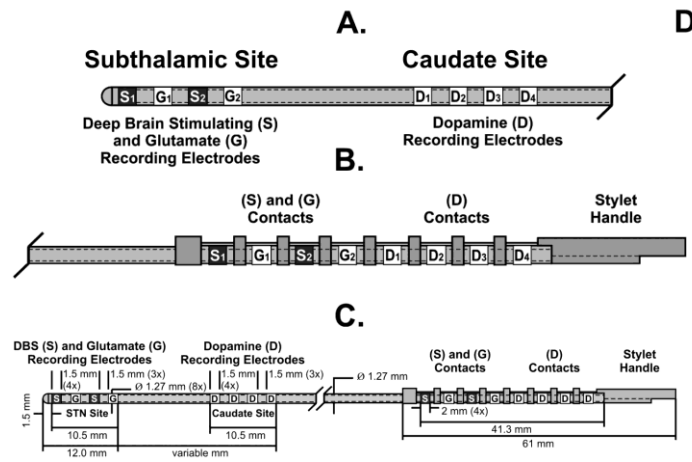 A.
D
Subthalamic Site
Caudate Site
S1 G1 S2 G2
D1 D2 D3 D4
Deep Brain Stimulating (S)
and Glutamate (G)
Recording Electrodes
Dopamine (D)
Recording Electrodes
B.
(S) and (G)
Contacts
(D)
Contacts
Stylet
Handle
S1 G1 S2 G2 D1 D2 D3 D4
C.
DBS (S) and Glutamate (G)
Recording Electrodes
Dopamine (D)
Recording Electrodes
(S) and (G)
Contacts
(D)
Contacts
Stylet
Handle
1.5 mm
(4x)
1.5 mm (3x)
Ø 1.27 mm (8x)
1.5 mm
(4x)
1.5 mm (3x)
Ø 1.27 mm
S G S G
D D D D
S G S G D D D D
STN Site
Caudate Site
1.5 mm
10.5 mm
10.5 mm
12.0 mm
variable mm
2 mm (4x)
41.3 mm
61 mm